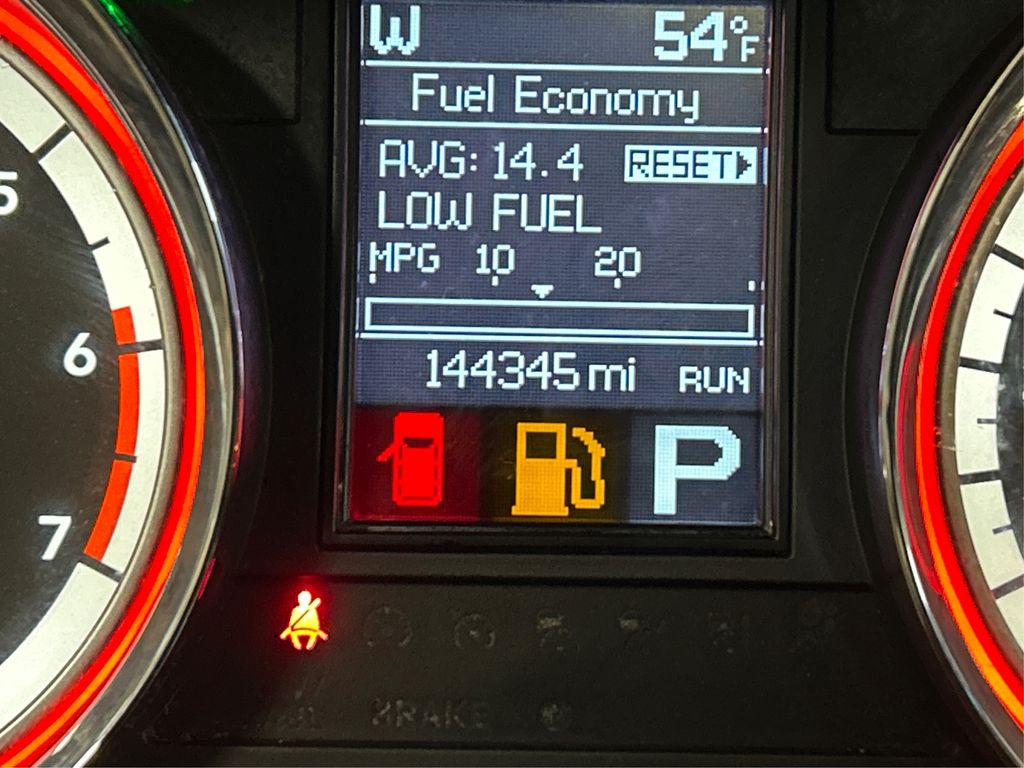 W 54°F
Fuel Economy
AVG: 14.4 RESET
LOW FUEL
MPG 10 20
144345 mi RUN
P
5
6
7
BRAKE